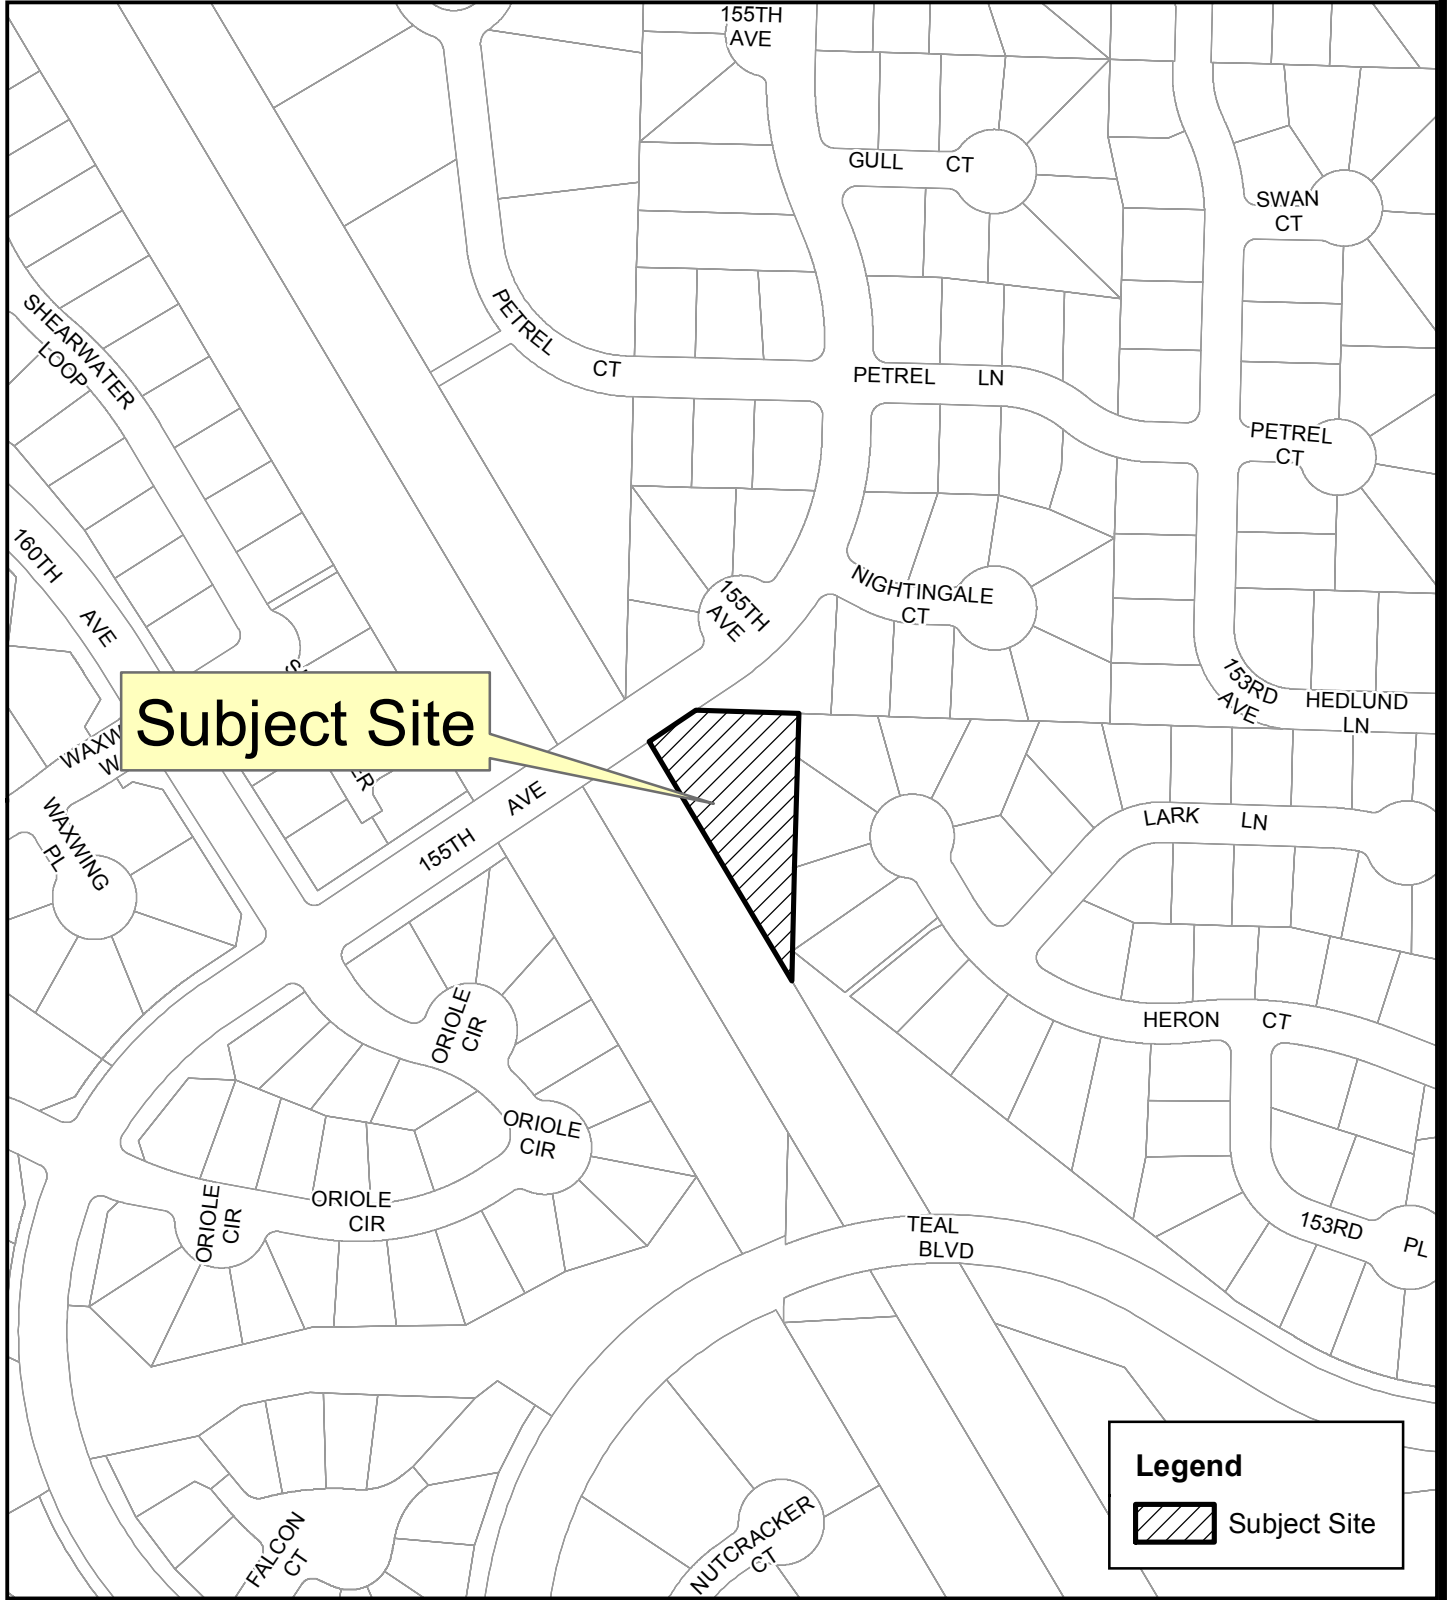 155TH
AVE
GULL CT
SWAN
CT
SHEARWATER
LOOP
PETREL
CT
PETREL LN
PETREL
CT
160TH
AVE
155TH
AVE
NIGHTINGALE
CT
153RD
AVE
HEDLUND
LN
Subject Site
WAXWING
PL
155TH AVE
LARK LN
ORIOLE
CIR
HERON CT
ORIOLE
CIR
ORIOLE
CIR
ORIOLE
CIR
TEAL
BLVD
153RD PL
FALCON
CT
NUTCRACKER
CT
Legend
Subject Site